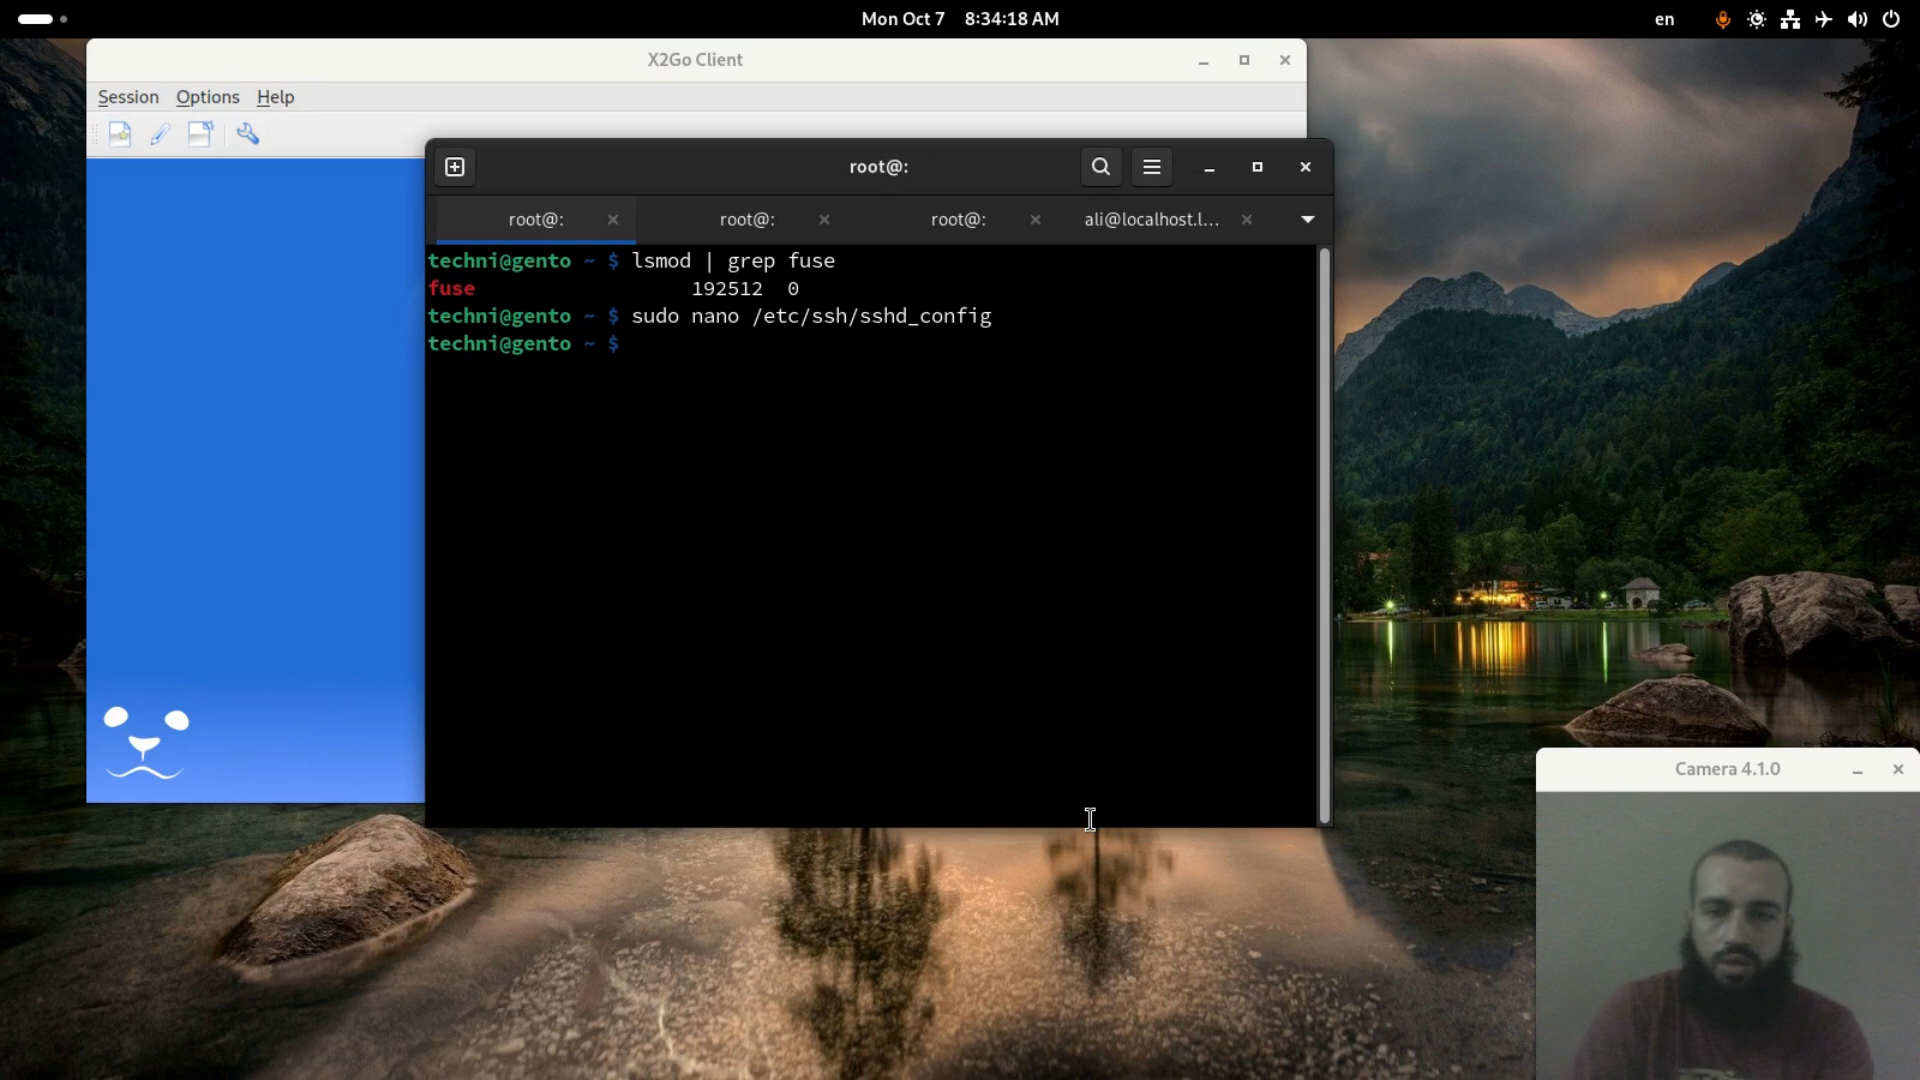 Mon Oct 7 8:34:18 AM
en
X2Go Client
Session Options Help
root@:
root@: root@: root@: ali@localhost.l...
techni@gento ~ $ lsmod | grep fuse
fuse 192512 0
techni@gento ~ $ sudo nano /etc/ssh/sshd_config
techni@gento ~ $
Camera 4.1.0